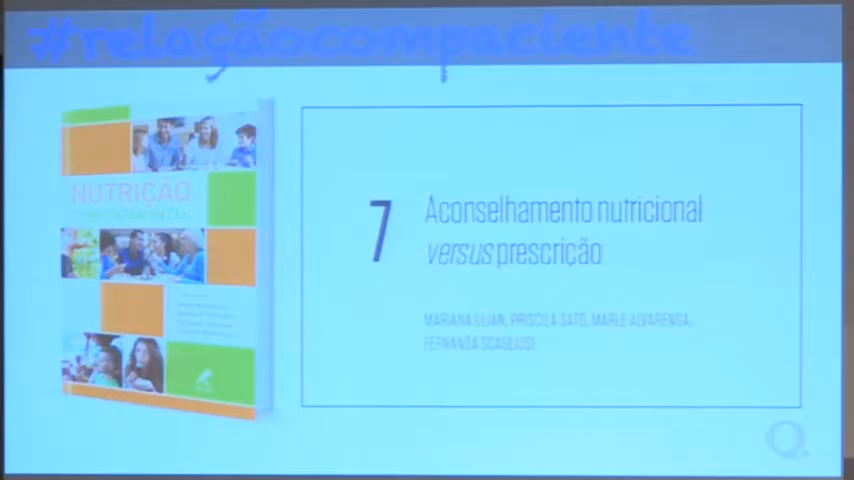 #relaçãocompaciente
NUTRIÇÃO
7
Aconselhamento nutricional
versus prescrição
MARIANA ULIAN, PRISCILA SATO, MARLE ALVARENGA,
FERNANDA SCAGLIUSI
Q.